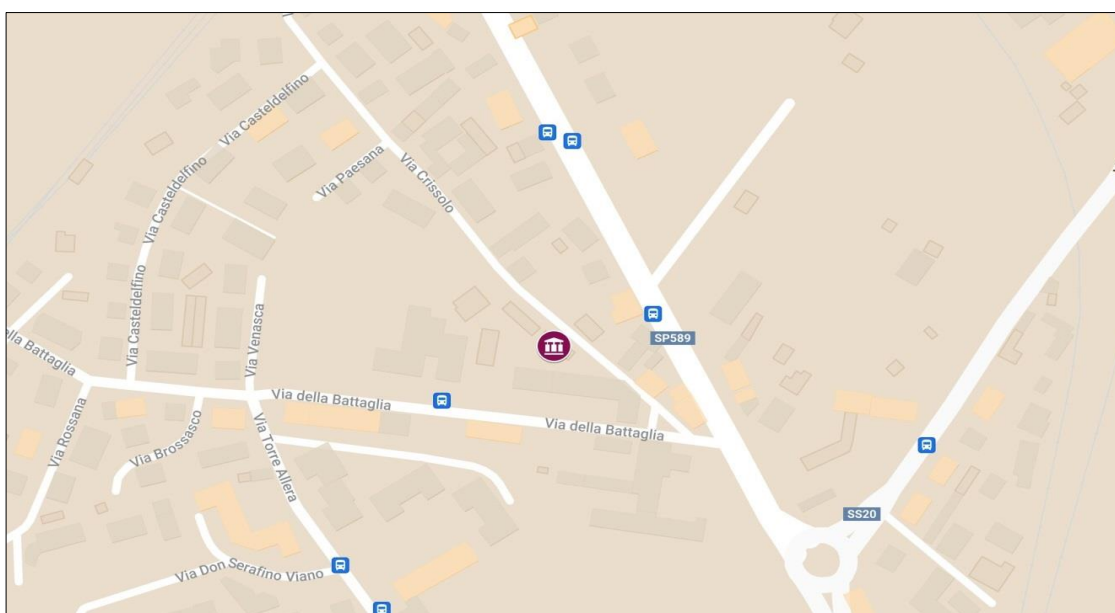 Via Casteldelfino
Via Casteldelfino
Via Paesana
Via Crissolo
Via Casteldelfino
Via Venasca
SP589
ella Battaglia
Via della Battaglia
Via della Battaglia
Via Rossana
Via Brossasco
Via Torre Allera
SS20
Via Don Serafino Viano